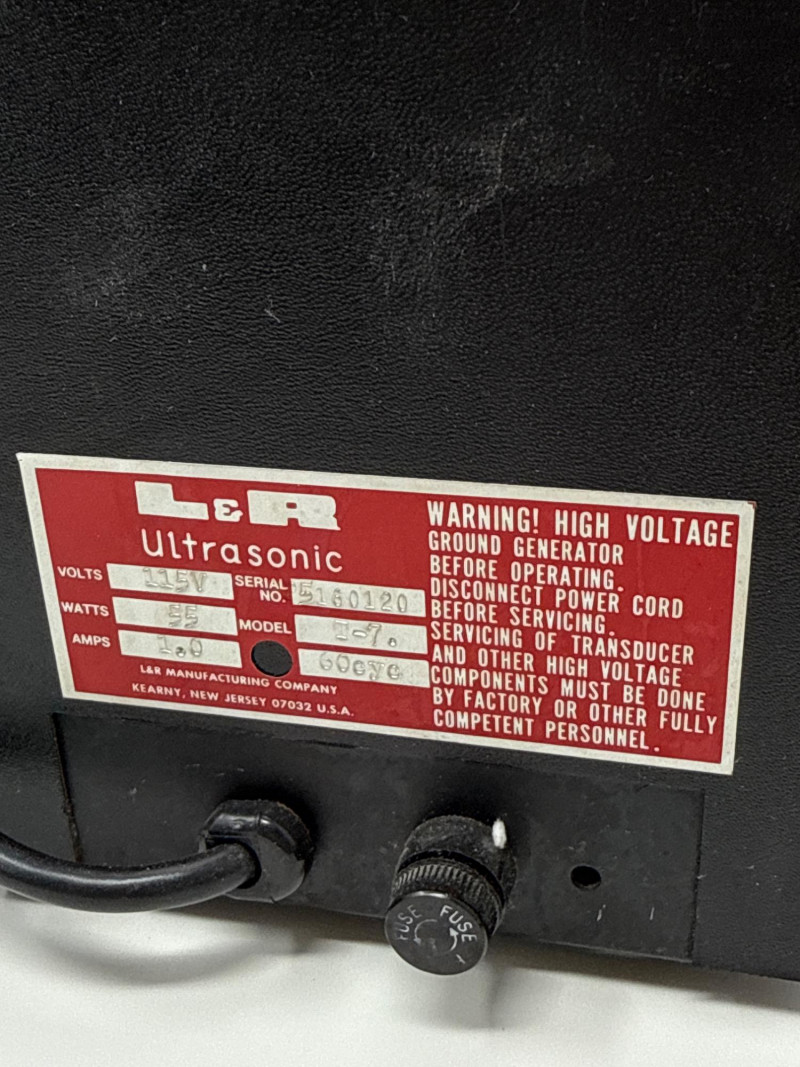 L&R
Ultrasonic
VOLTS 115V SERIAL NO. 5160120
WATTS 55 MODEL T-7.
AMPS 1.0 60cyc
L&R MANUFACTURING COMPANY
KEARNY, NEW JERSEY 07032 U.S.A.
WARNING! HIGH VOLTAGE
GROUND GENERATOR
BEFORE OPERATING.
DISCONNECT POWER CORD
BEFORE SERVICING.
SERVICING OF TRANSDUCER
AND OTHER HIGH VOLTAGE
COMPONENTS MUST BE DONE
BY FACTORY OR OTHER FULLY
COMPETENT PERSONNEL.
FUSE FUSE